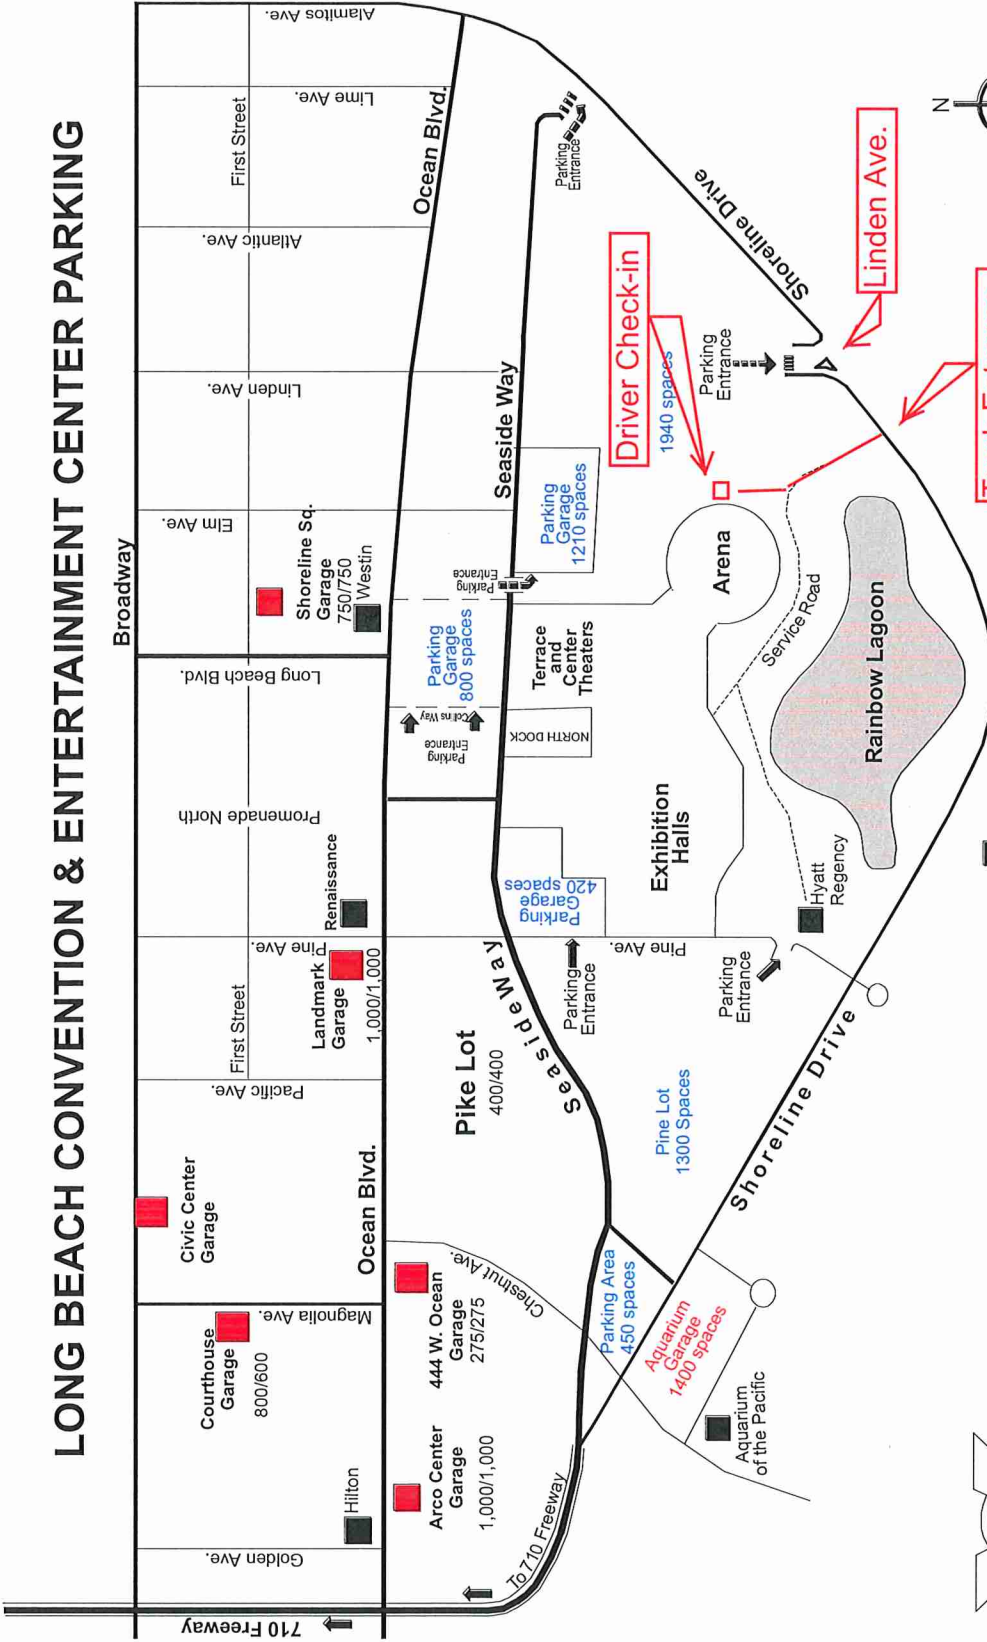 LONG BEACH CONVENTION & ENTERTAINMENT CENTER PARKING
Broadway
710 Freeway
Golden Ave.
Hilton
Courthouse
Garage
800/600
Magnolia Ave.
Civic Center
Garage
Pacific Ave.
First Street
Landmark
Garage
1,000/1,000
Pine Ave.
Renaissance
Promenade North
Long Beach Blvd.
Shoreline Sq.
Garage
750/750
Westin
Elm Ave.
Linden Ave.
Atlantic Ave.
First Street
Lime Ave.
Alamitos Ave.
Ocean Blvd.
Ocean Blvd.
Arco Center
Garage
1,000/1,000
444 W. Ocean
Garage
275/275
Chestnut Ave.
Pike Lot
400/400
Parking
Entrance
Collins Way
Parking
Garage
800 spaces
Parking
Entrance
To 710 Freeway
Seaside Way
Seaside Way
Parking
Entrance
Parking
Garage
420 spaces
NORTH DOCK
Terrace
and
Center
Theaters
Parking
Garage
1210 spaces
Parking
Entrance
Parking Area
450 spaces
Pine Lot
1300 Spaces
Pine Ave.
Exhibition
Halls
Arena
Driver Check-in
1940 spaces
Parking
Entrance
Shoreline Drive
Aquarium
Garage
1400 spaces
Aquarium
of the Pacific
Shoreline Drive
Parking
Entrance
Hyatt
Regency
Service Road
Rainbow Lagoon
Linden Ave.
N